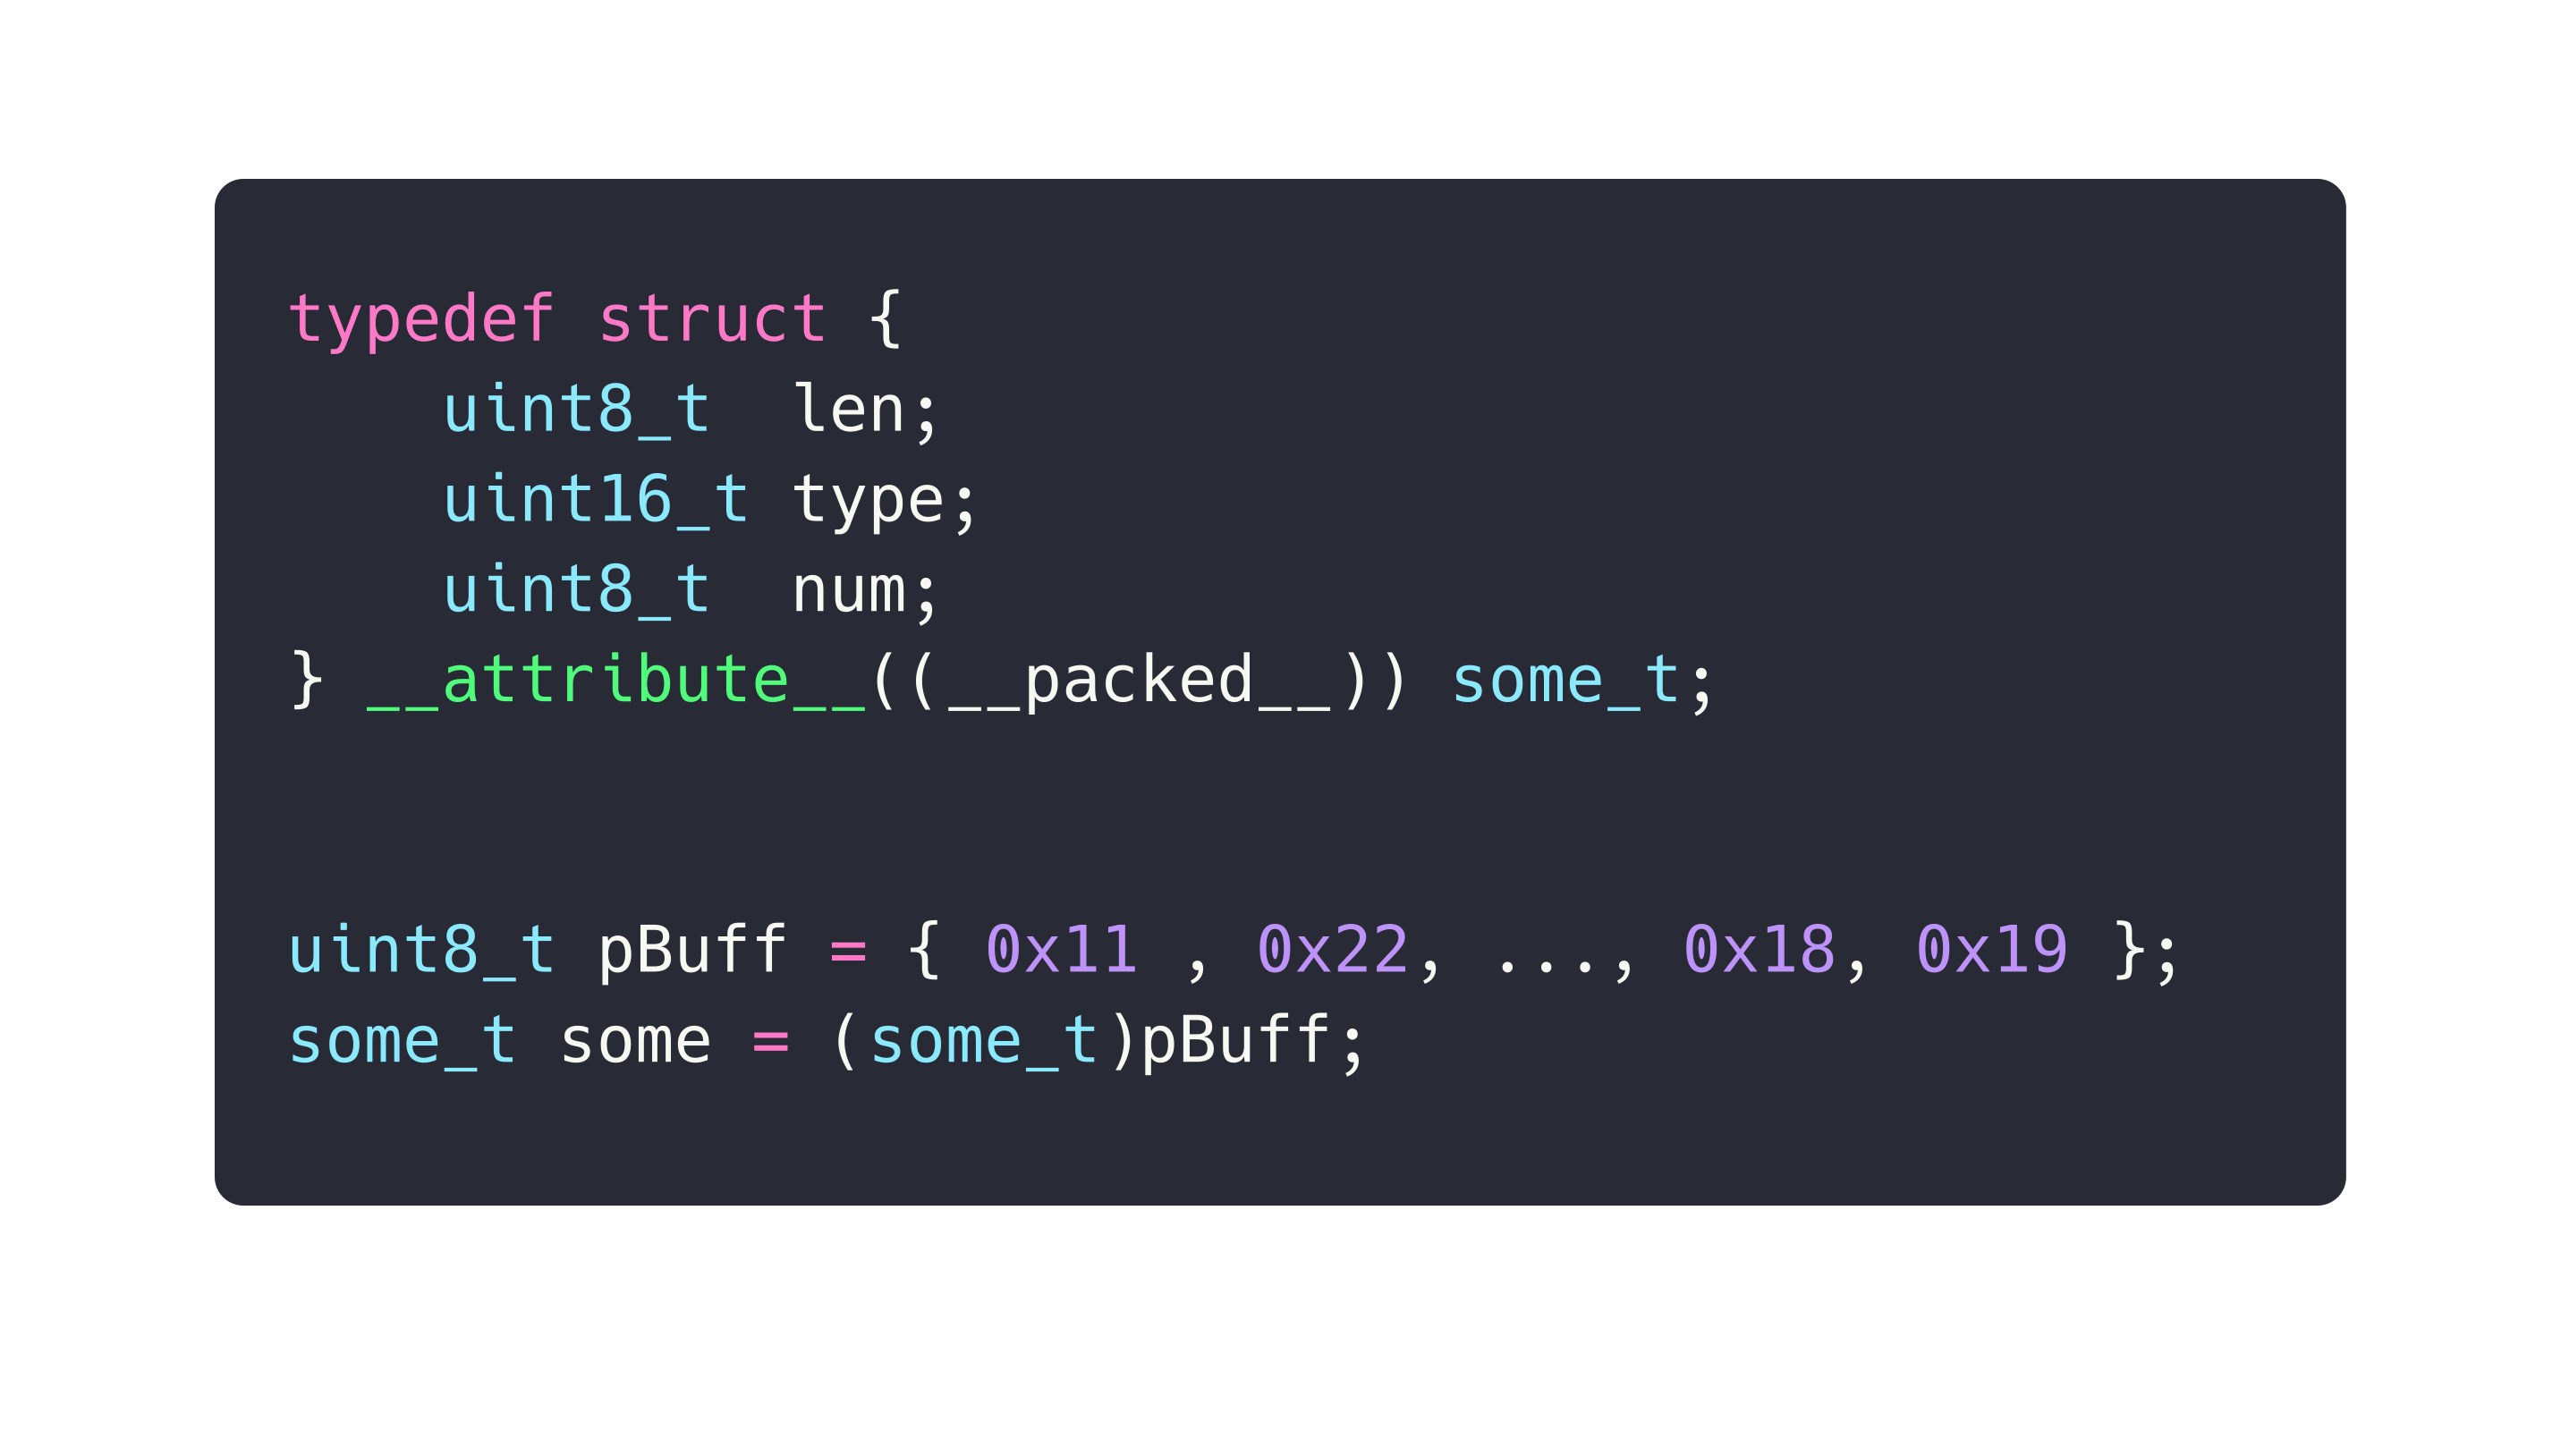 typedef struct {
    uint8_t  len;
    uint16_t type;
    uint8_t  num;
} __attribute__((__packed__)) some_t;
uint8_t pBuff = { 0x11 , 0x22, ..., 0x18, 0x19 };
some_t some = (some_t)pBuff;